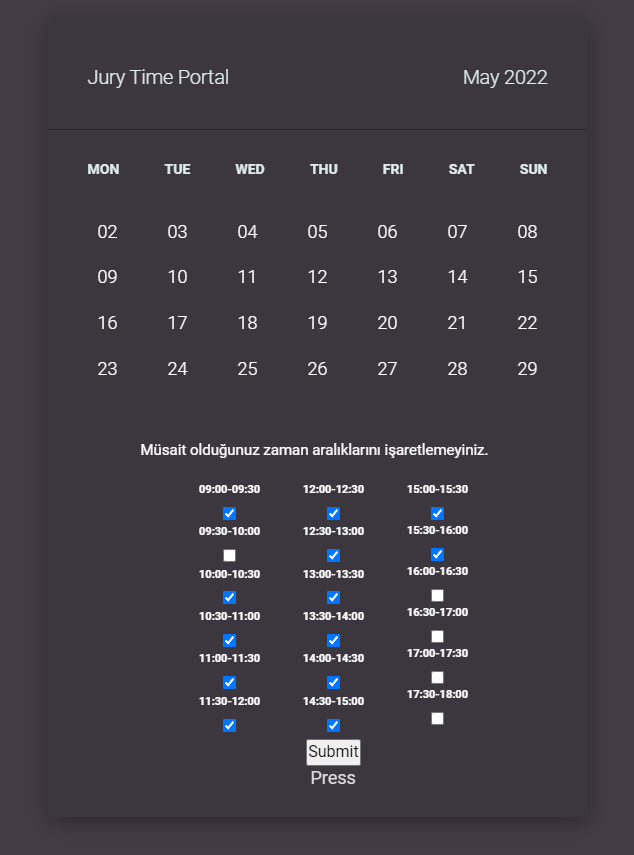 Jury Time Portal May 2022
MON TUE WED THU FRI SAT SUN
02 03 04 05 06 07 08
09 10 11 12 13 14 15
16 17 18 19 20 21 22
23 24 25 26 27 28 29
Müsait olduğunuz zaman aralıklarını işaretlemeyiniz.
09:00-09:30 12:00-12:30 15:00-15:30
09:30-10:00 12:30-13:00 15:30-16:00
10:00-10:30 13:00-13:30 16:00-16:30
10:30-11:00 13:30-14:00 16:30-17:00
11:00-11:30 14:00-14:30 17:00-17:30
11:30-12:00 14:30-15:00 17:30-18:00
Submit
Press